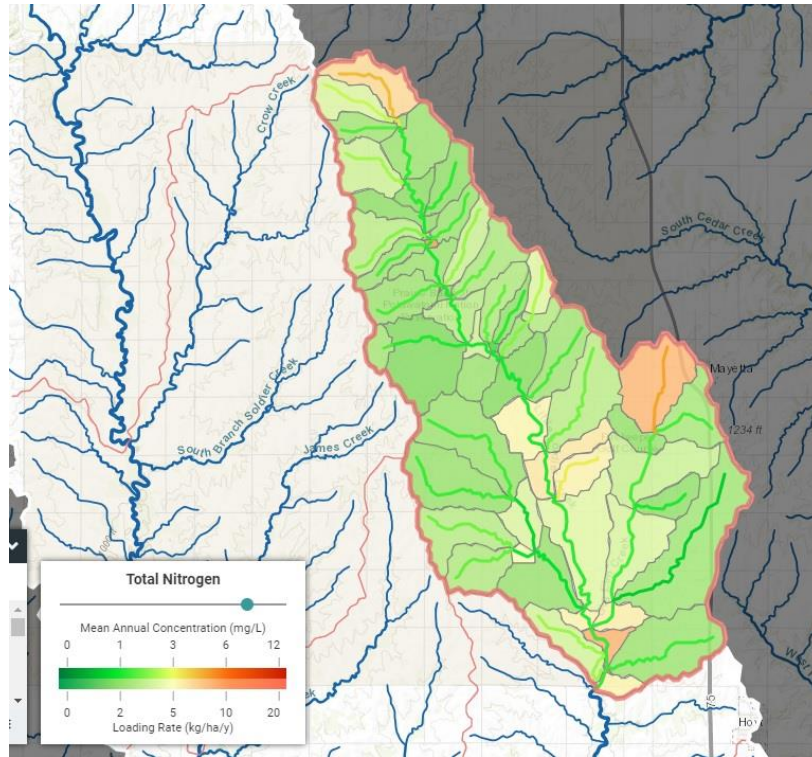 Crow Creek
South Cedar Creek
South Branch Soldier Creek
James Creek
Mayetta
1234 ft
75
Total Nitrogen
Mean Annual Concentration (mg/L)
0 1 3 6 12
0 2 5 10 20
Loading Rate (kg/ha/y)